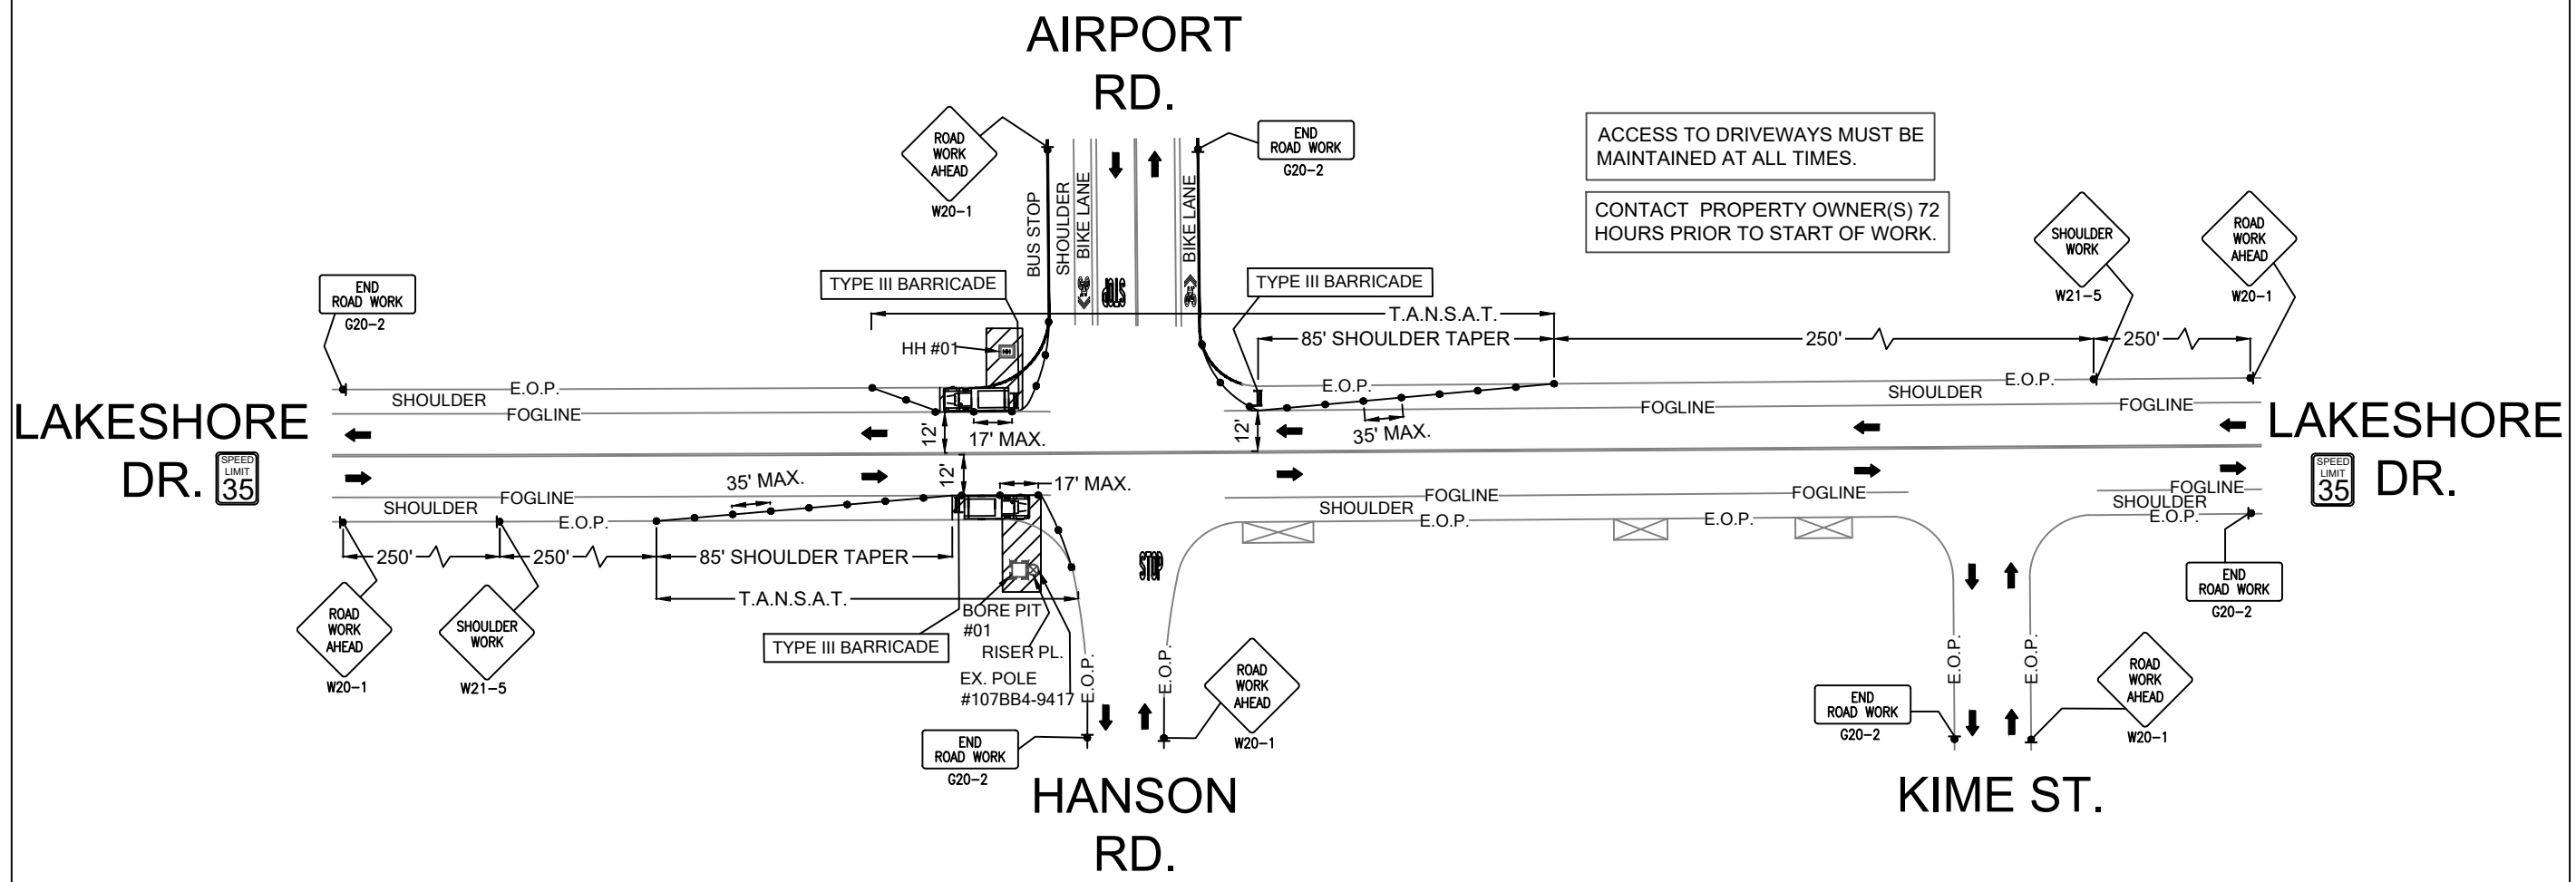 AIRPORT
RD.
ROAD
WORK
AHEAD
W20-1
END
ROAD WORK
G20-2
ACCESS TO DRIVEWAYS MUST BE
MAINTAINED AT ALL TIMES.
CONTACT PROPERTY OWNER(S) 72
HOURS PRIOR TO START OF WORK.
SHOULDER
WORK
W21-5
ROAD
WORK
AHEAD
W20-1
BUS STOP
SHOULDER
BIKE LANE
STOP
BIKE LANE
TYPE III BARRICADE
TYPE III BARRICADE
END
ROAD WORK
G20-2
T.A.N.S.A.T.
85' SHOULDER TAPER
250'
250'
HH #01
HH
E.O.P.
E.O.P.
E.O.P.
SHOULDER
SHOULDER
FOGLINE
FOGLINE
FOGLINE
LAKESHORE
DR.
SPEED
LIMIT
35
12'
17' MAX.
12'
35' MAX.
LAKESHORE
DR.
SPEED
LIMIT
35
35' MAX.
12'
17' MAX.
FOGLINE
SHOULDER
E.O.P.
FOGLINE
SHOULDER
E.O.P.
FOGLINE
E.O.P.
FOGLINE
SHOULDER
E.O.P.
250'
250'
85' SHOULDER TAPER
T.A.N.S.A.T.
STOP
ROAD
WORK
AHEAD
W20-1
SHOULDER
WORK
W21-5
TYPE III BARRICADE
BORE PIT
#01
RISER PL.
EX. POLE
#107BB4-9417
E.O.P.
E.O.P.
END
ROAD WORK
G20-2
ROAD
WORK
AHEAD
W20-1
E.O.P.
E.O.P.
END
ROAD WORK
G20-2
ROAD
WORK
AHEAD
W20-1
END
ROAD WORK
G20-2
HANSON
RD.
KIME ST.